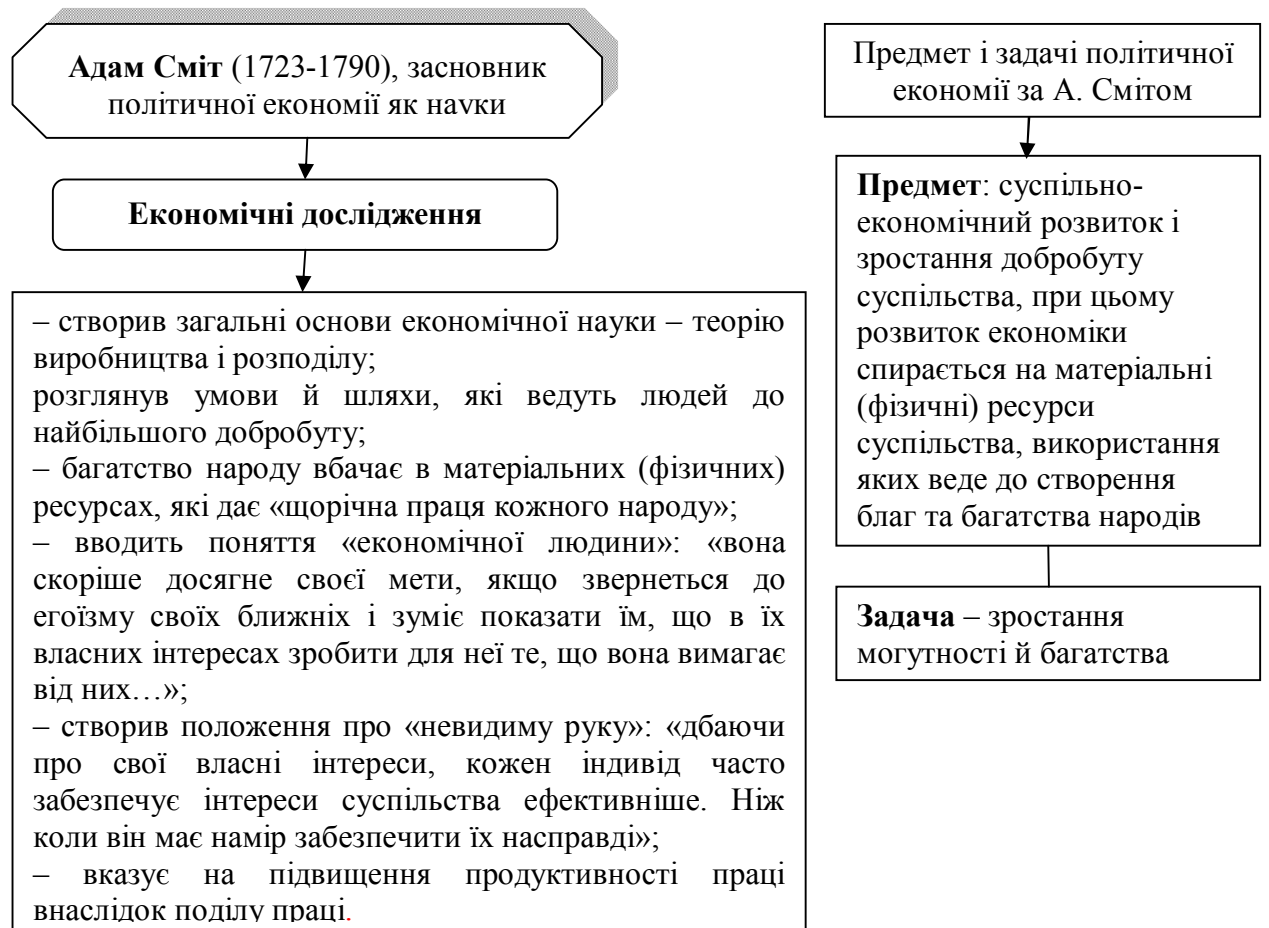 Адам Сміт (1723-1790), засновник
політичної економії як науки
Економічні дослідження
– створив загальні основи економічної науки – теорію
виробництва і розподілу;
розглянув умови й шляхи, які ведуть людей до
найбільшого добробуту;
– багатство народу вбачає в матеріальних (фізичних)
ресурсах, які дає «щорічна праця кожного народу»;
– вводить поняття «економічної людини»: «вона
скоріше досягне своєї мети, якщо звернеться до
егоїзму своїх ближніх і зуміє показати їм, що в їх
власних інтересах зробити для неї те, що вона вимагає
від них…»;
– створив положення про «невидиму руку»: «дбаючи
про свої власні інтереси, кожен індивід часто
забезпечує інтереси суспільства ефективніше. Ніж
коли він має намір забезпечити їх насправді»;
– вказує на підвищення продуктивності праці
внаслідок поділу праці.
Предмет і задачі політичної
економії за А. Смітом
Предмет: суспільно-
економічний розвиток і
зростання добробуту
суспільства, при цьому
розвиток економіки
спирається на матеріальні
(фізичні) ресурси
суспільства, використання
яких веде до створення
благ та багатства народів
Задача – зростання
могутності й багатства